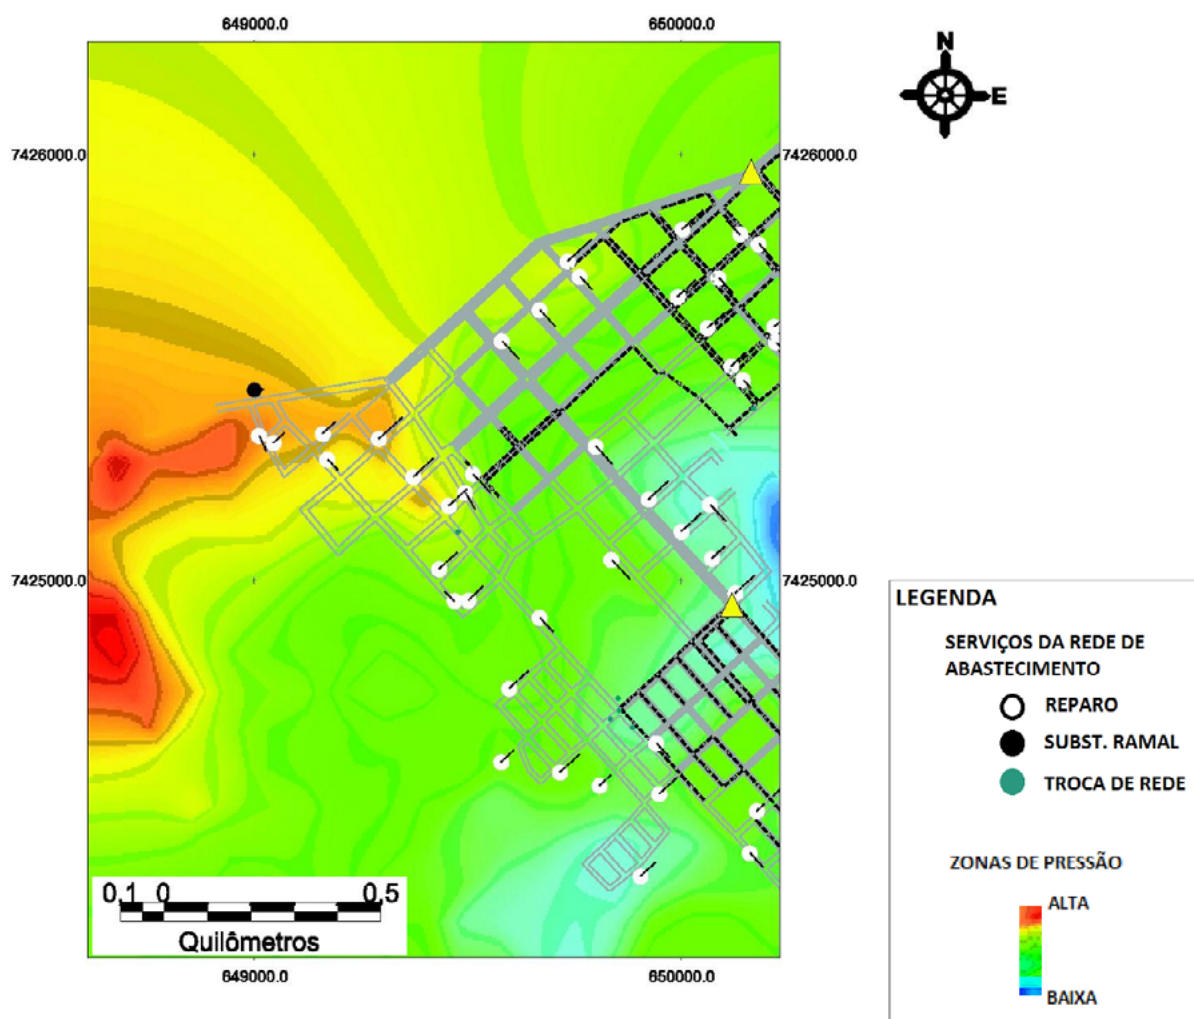 649000.0
650000.0
N
E
7426000.0
7426000.0
7425000.0
7425000.0
LEGENDA
SERVIÇOS DA REDE DE
ABASTECIMENTO
REPARO
SUBST. RAMAL
TROCA DE REDE
ZONAS DE PRESSÃO
ALTA
BAIXA
0,1 0 0,5
Quilômetros
649000.0
650000.0